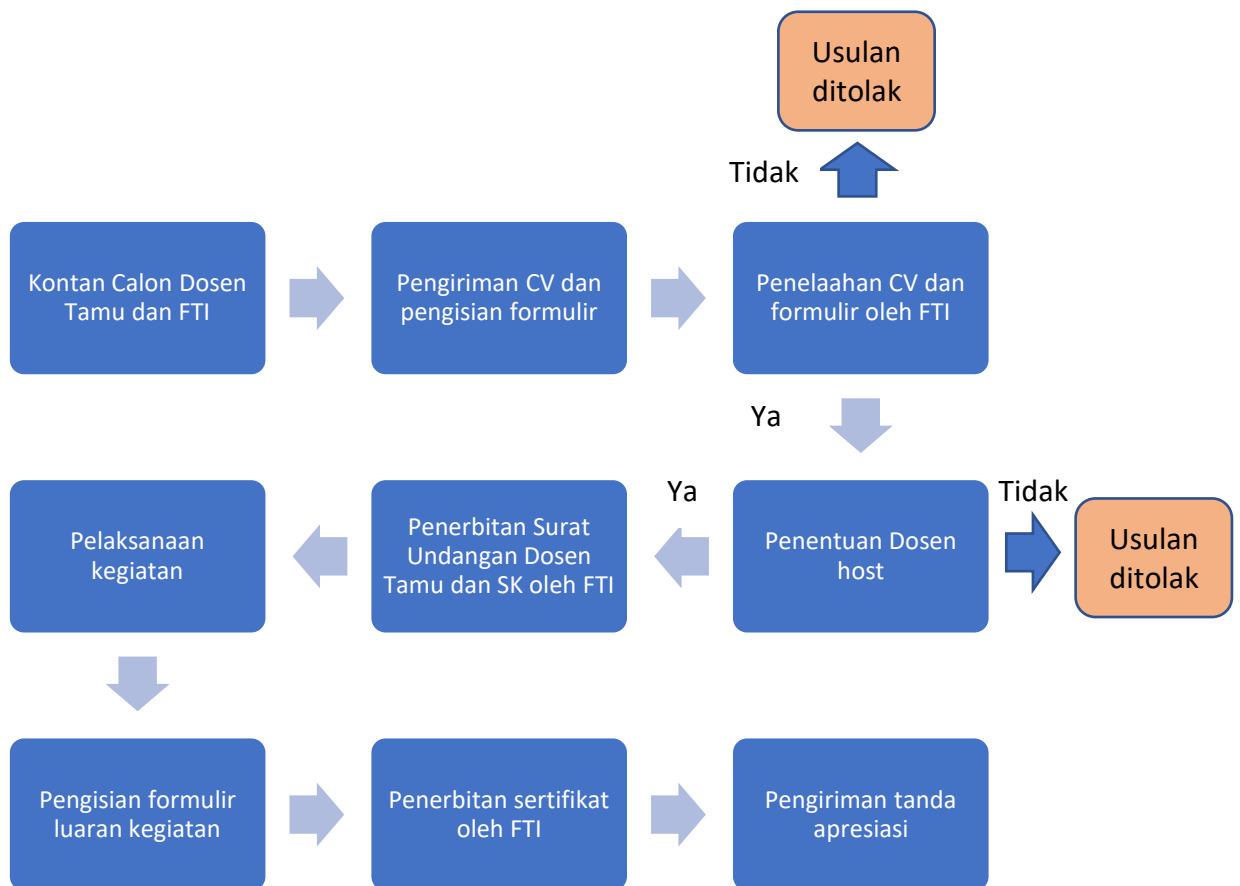 Usulan
ditolak
Tidak
Kontan Calon Dosen
Tamu dan FTI
Pengiriman CV dan
pengisian formulir
Penelaahan CV dan
formulir oleh FTI
Ya
Pelaksanaan
kegiatan
Penerbitan Surat
Undangan Dosen
Tamu dan SK oleh FTI
Ya
Penentuan Dosen
host
Tidak
Usulan
ditolak
Pengisian formulir
luaran kegiatan
Penerbitan sertifikat
oleh FTI
Pengiriman tanda
apresiasi